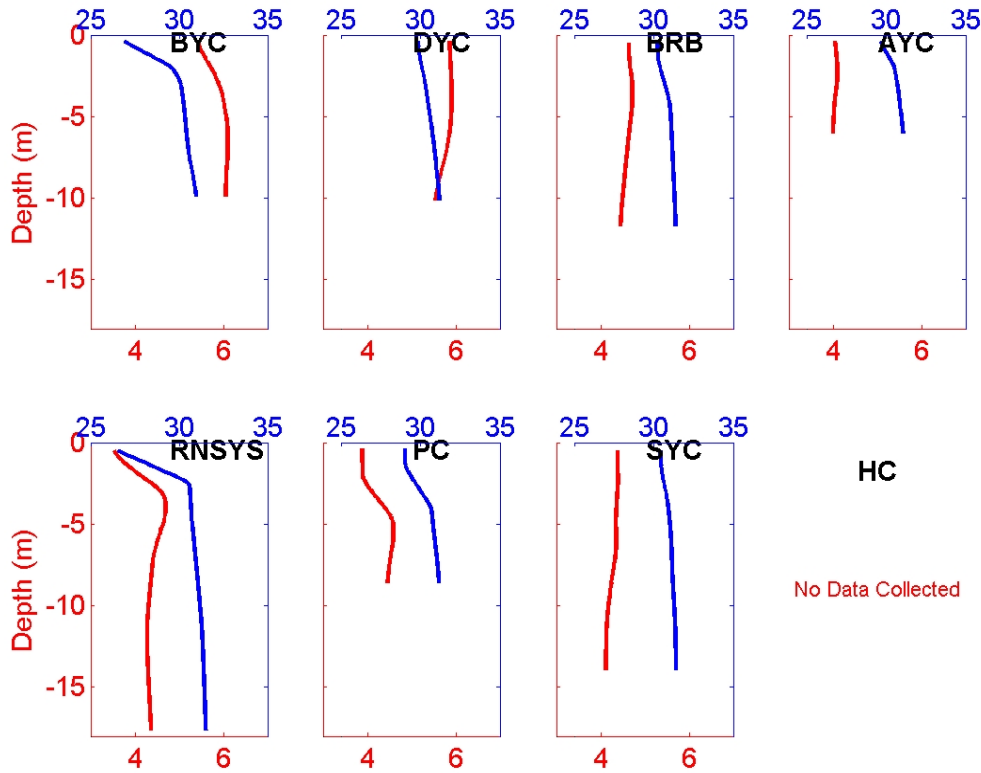 25 30 35 25 30 35 25 30 35 25 30 35
0 BYC DYC BRB AYC
-5
Depth (m)
-10
-15
4 6 4 6 4 6 4 6
25 30 35 25 30 35 25 30 35
0 RNSYS PC SYC
HC
-5
Depth (m)
No Data Collected
-10
-15
4 6 4 6 4 6